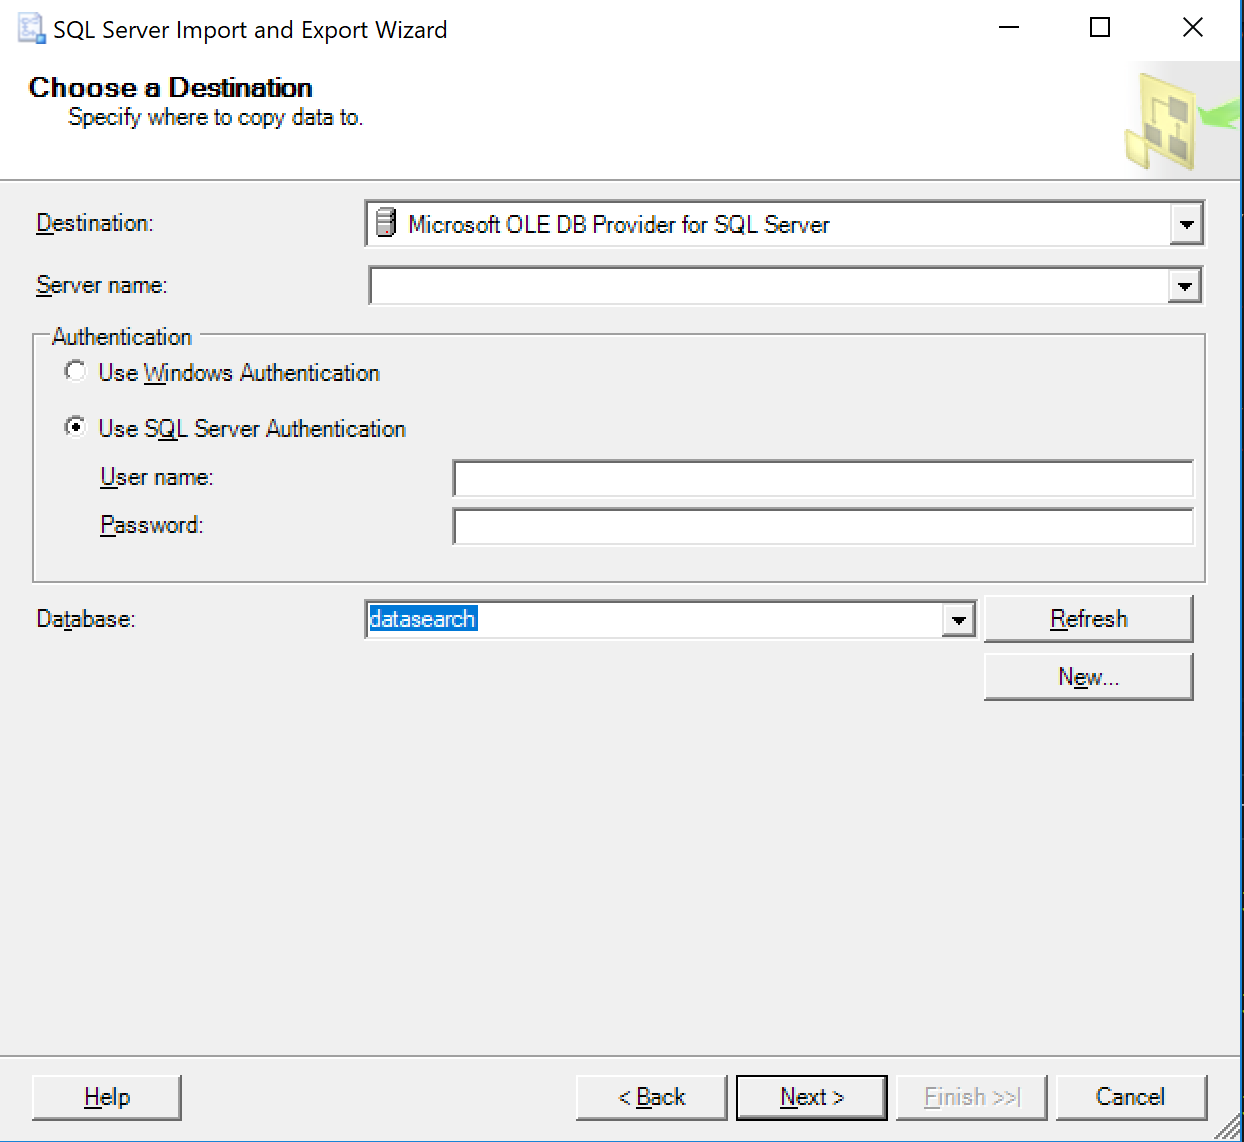 SQL Server Import and Export Wizard
Choose a Destination
Specify where to copy data to.
Destination:
Microsoft OLE DB Provider for SQL Server
Server name:
Authentication
Use Windows Authentication
Use SQL Server Authentication
User name:
Password:
Database:
datasearch
Refresh
New...
Help
< Back
Next >
Finish >>|
Cancel